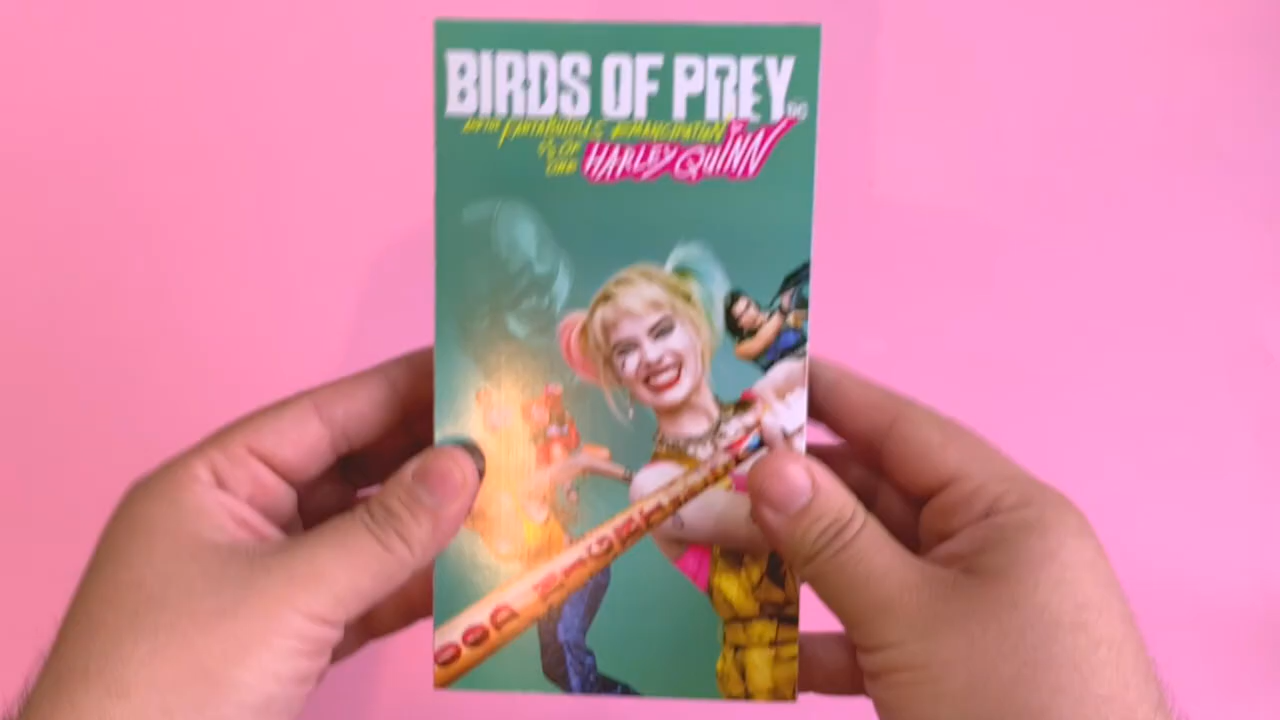 BIRDS OF PREY
AND THE FANTABULOUS EMANCIPATION
OF
ONE HARLEY QUINN